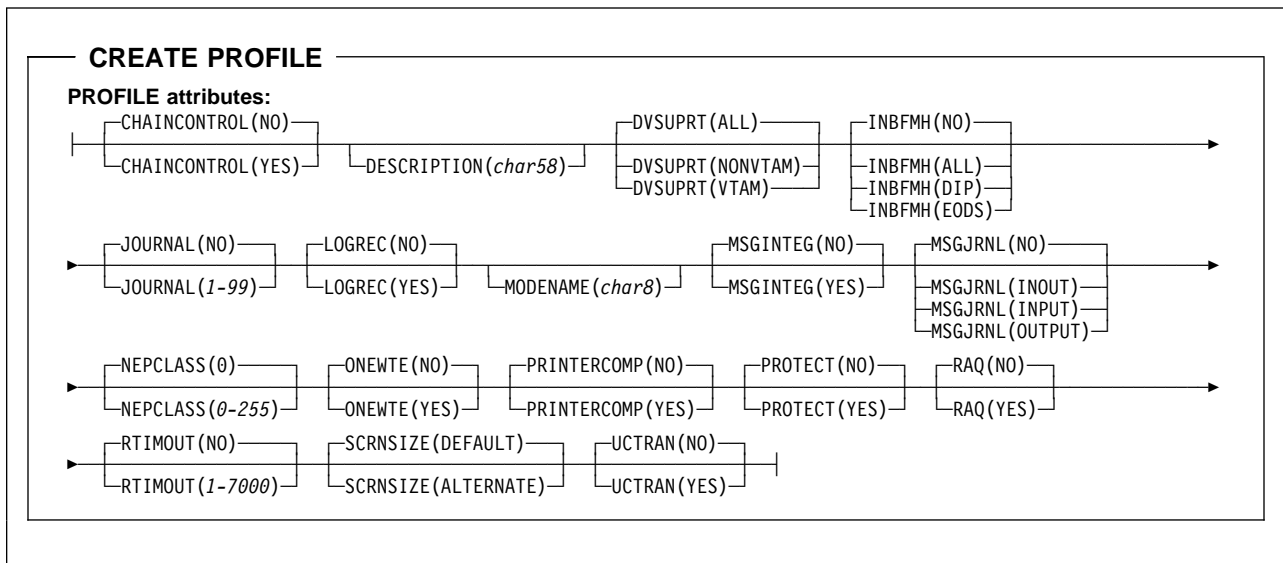 CREATE PROFILE
PROFILE attributes:
CHAINCONTROL(NO) DVSUPRT(ALL) INBFMH(NO)
CHAINCONTROL(YES) DESCRIPTION(char58) DVSUPRT(NONVTAM) INBFMH(ALL)
DVSUPRT(VTAM) INBFMH(DIP)
INBFMH(EODS)
JOURNAL(NO) LOGREC(NO) MSGINTEG(NO) MSGJRNL(NO)
JOURNAL(1-99) LOGREC(YES) MODENAME(char8) MSGINTEG(YES) MSGJRNL(INOUT)
MSGJRNL(INPUT)
MSGJRNL(OUTPUT)
NEPCLASS(0) ONEWTE(NO) PRINTERCOMP(NO) PROTECT(NO) RAQ(NO)
NEPCLASS(0-255) ONEWTE(YES) PRINTERCOMP(YES) PROTECT(YES) RAQ(YES)
RTIMOUT(NO) SCRNSIZE(DEFAULT) UCTRAN(NO)
RTIMOUT(1-7000) SCRNSIZE(ALTERNATE) UCTRAN(YES)